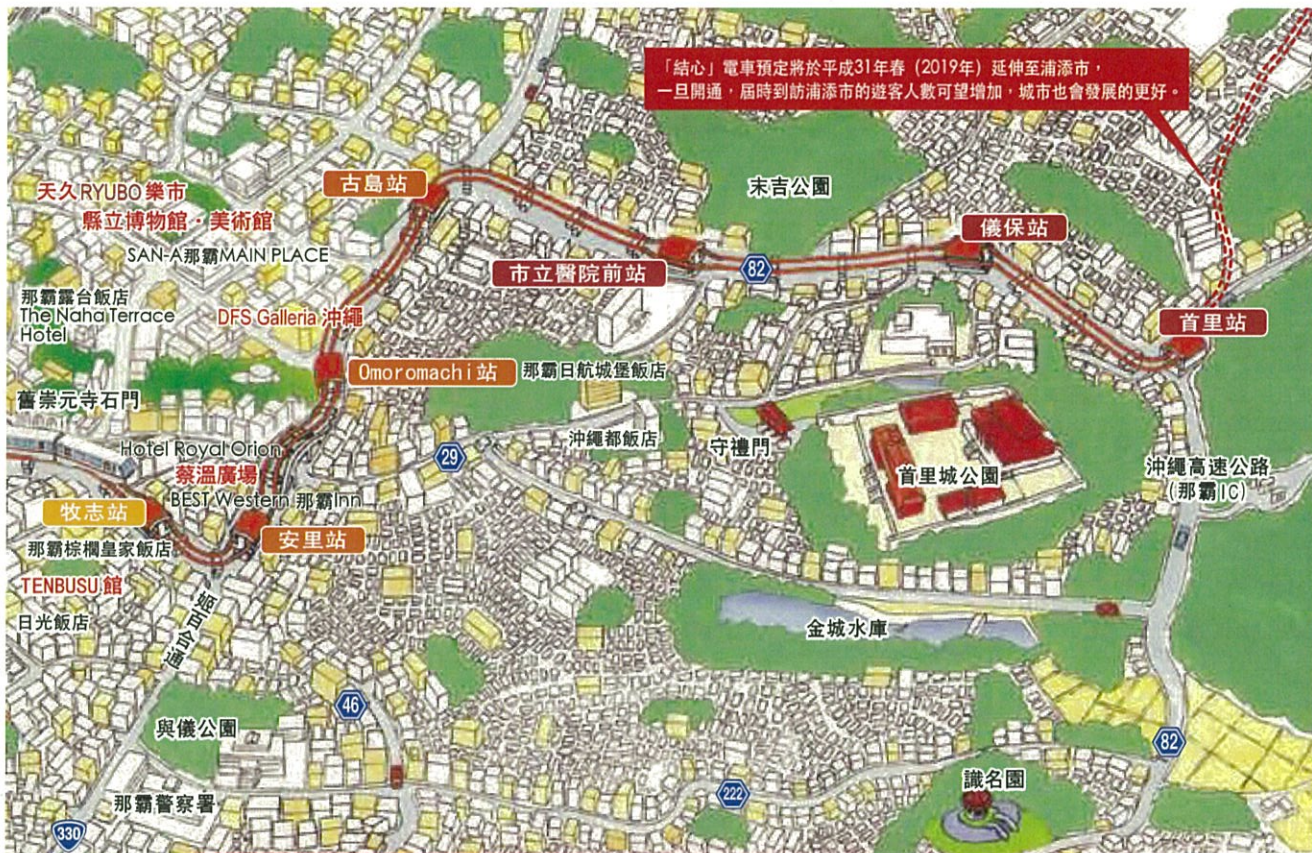 「結心」電車預定將於平成31年春（2019年）延伸至浦添市，
一旦開通，屆時到訪浦添市的遊客人數可望增加，城市也會發展的更好。
天久RYUBO樂市
縣立博物館・美術館
SAN-A那霸MAIN PLACE
古島站
末吉公園
儀保站
市立醫院前站
82
首里站
那霸露台飯店
The Naha Terrace
Hotel
DFS Galleria 沖繩
Omoromachi站
那霸日航城堡飯店
舊崇元寺石門
Hotel Royal Orion
蔡溫廣場
BEST Western 那霸Inn
29
沖繩都飯店
守禮門
首里城公園
沖繩高速公路
(那霸IC)
牧志站
安里站
那霸棕櫚皇家飯店
TENBUSU館
日光飯店
姬百合通
金城水庫
與儀公園
46
那霸警察署
330
222
識名園
82